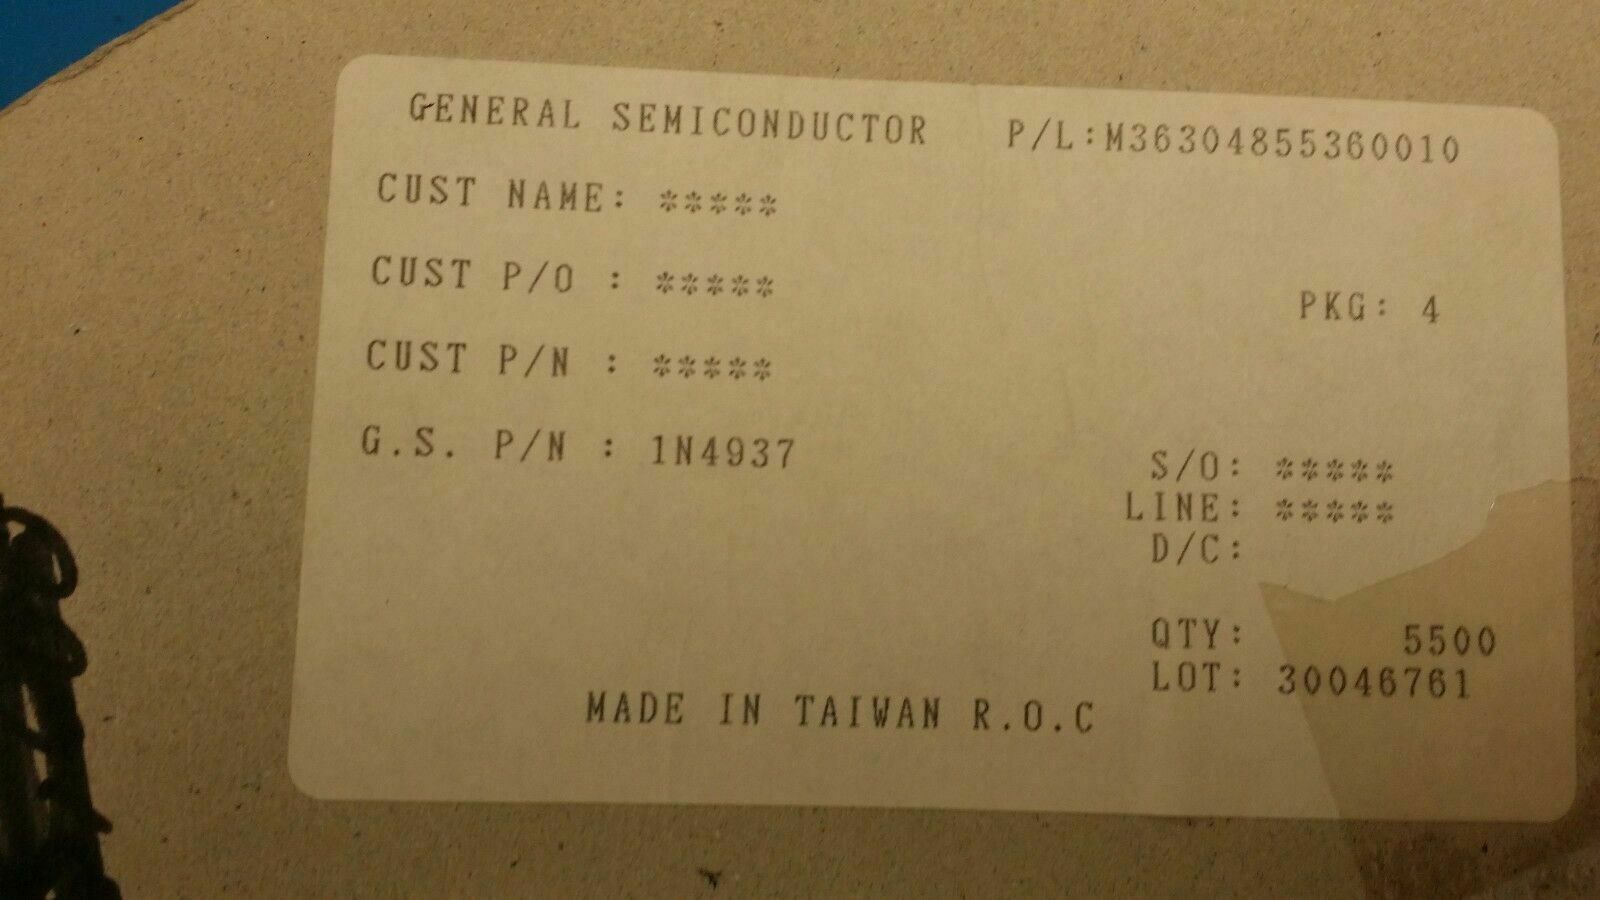 GENERAL SEMICONDUCTOR P/L:M36304855360010
CUST NAME: *****
CUST P/O : *****
PKG: 4
CUST P/N : *****
G.S. P/N : 1N4937
S/O: *****
LINE: *****
D/C:
QTY: 5500
LOT: 30046761
MADE IN TAIWAN R.O.C